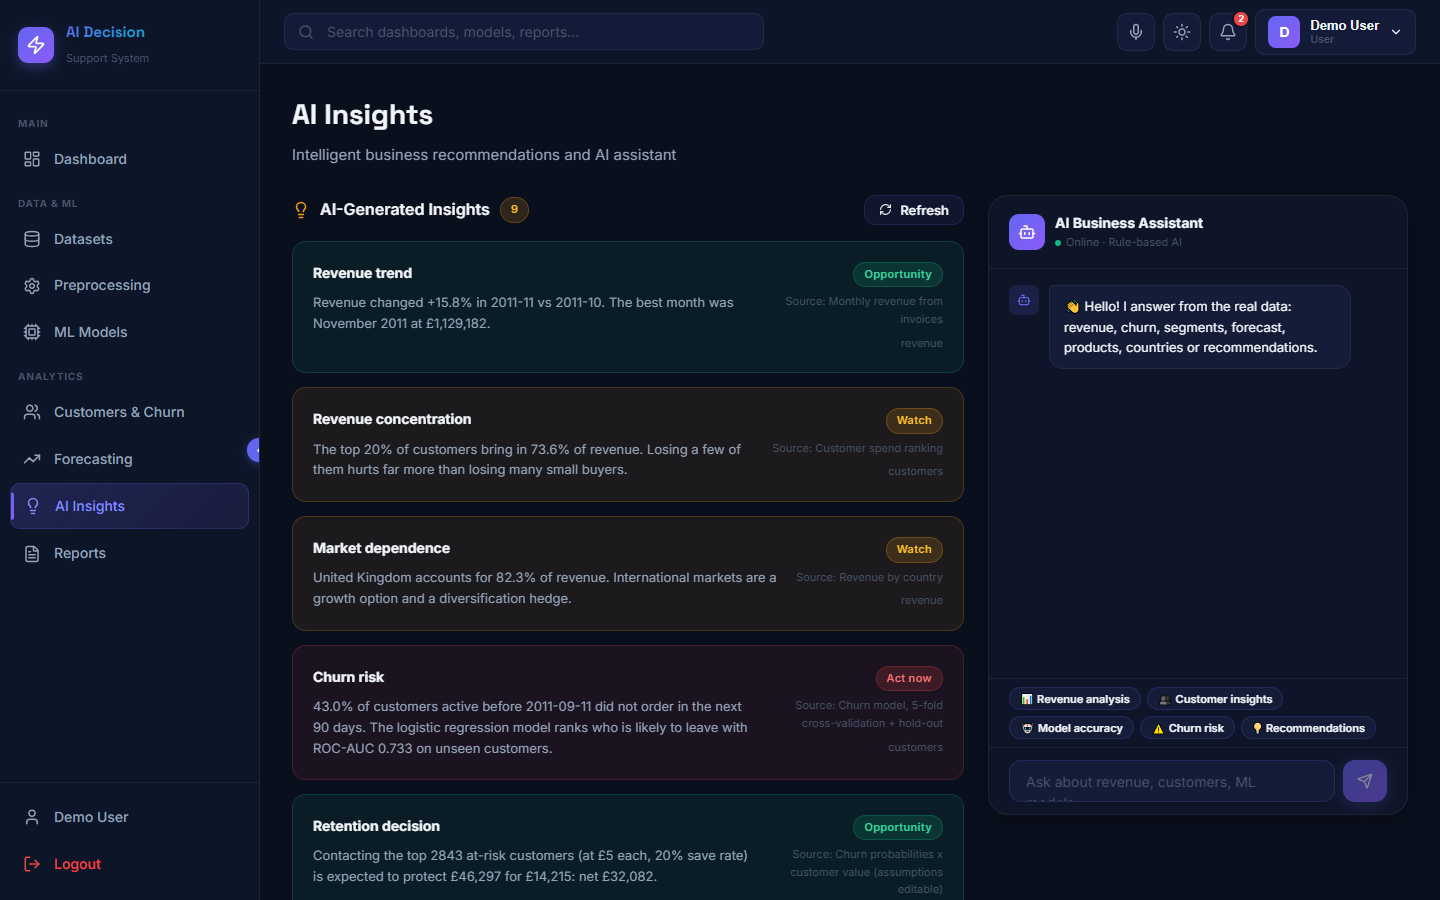 AI Decision
Support System
MAIN
Dashboard
DATA & ML
Datasets
Preprocessing
ML Models
ANALYTICS
Customers & Churn
Forecasting
AI Insights
Reports
Demo User
Logout
Search dashboards, models, reports...
2
D
Demo User
User
AI Insights
Intelligent business recommendations and AI assistant
AI-Generated Insights
9
Refresh
Revenue trend
Opportunity
Revenue changed +15.8% in 2011-11 vs 2011-10. The best month was
November 2011 at £1,129,182.
Source: Monthly revenue from
invoices
revenue
Revenue concentration
Watch
The top 20% of customers bring in 73.6% of revenue. Losing a few of
them hurts far more than losing many small buyers.
Source: Customer spend ranking
customers
Market dependence
Watch
United Kingdom accounts for 82.3% of revenue. International markets are a
growth option and a diversification hedge.
Source: Revenue by country
revenue
Churn risk
Act now
43.0% of customers active before 2011-09-11 did not order in the next
90 days. The logistic regression model ranks who is likely to leave with
ROC-AUC 0.733 on unseen customers.
Source: Churn model, 5-fold
cross-validation + hold-out
customers
Retention decision
Opportunity
Contacting the top 2843 at-risk customers (at £5 each, 20% save rate)
is expected to protect £46,297 for £14,215: net £32,082.
Source: Churn probabilities x
customer value (assumptions
editable)
AI Business Assistant
Online · Rule-based AI
👋 Hello! I answer from the real data:
revenue, churn, segments, forecast,
products, countries or recommendations.
📊 Revenue analysis
👥 Customer insights
🤖 Model accuracy
⚠️ Churn risk
💡 Recommendations
Ask about revenue, customers, ML
models